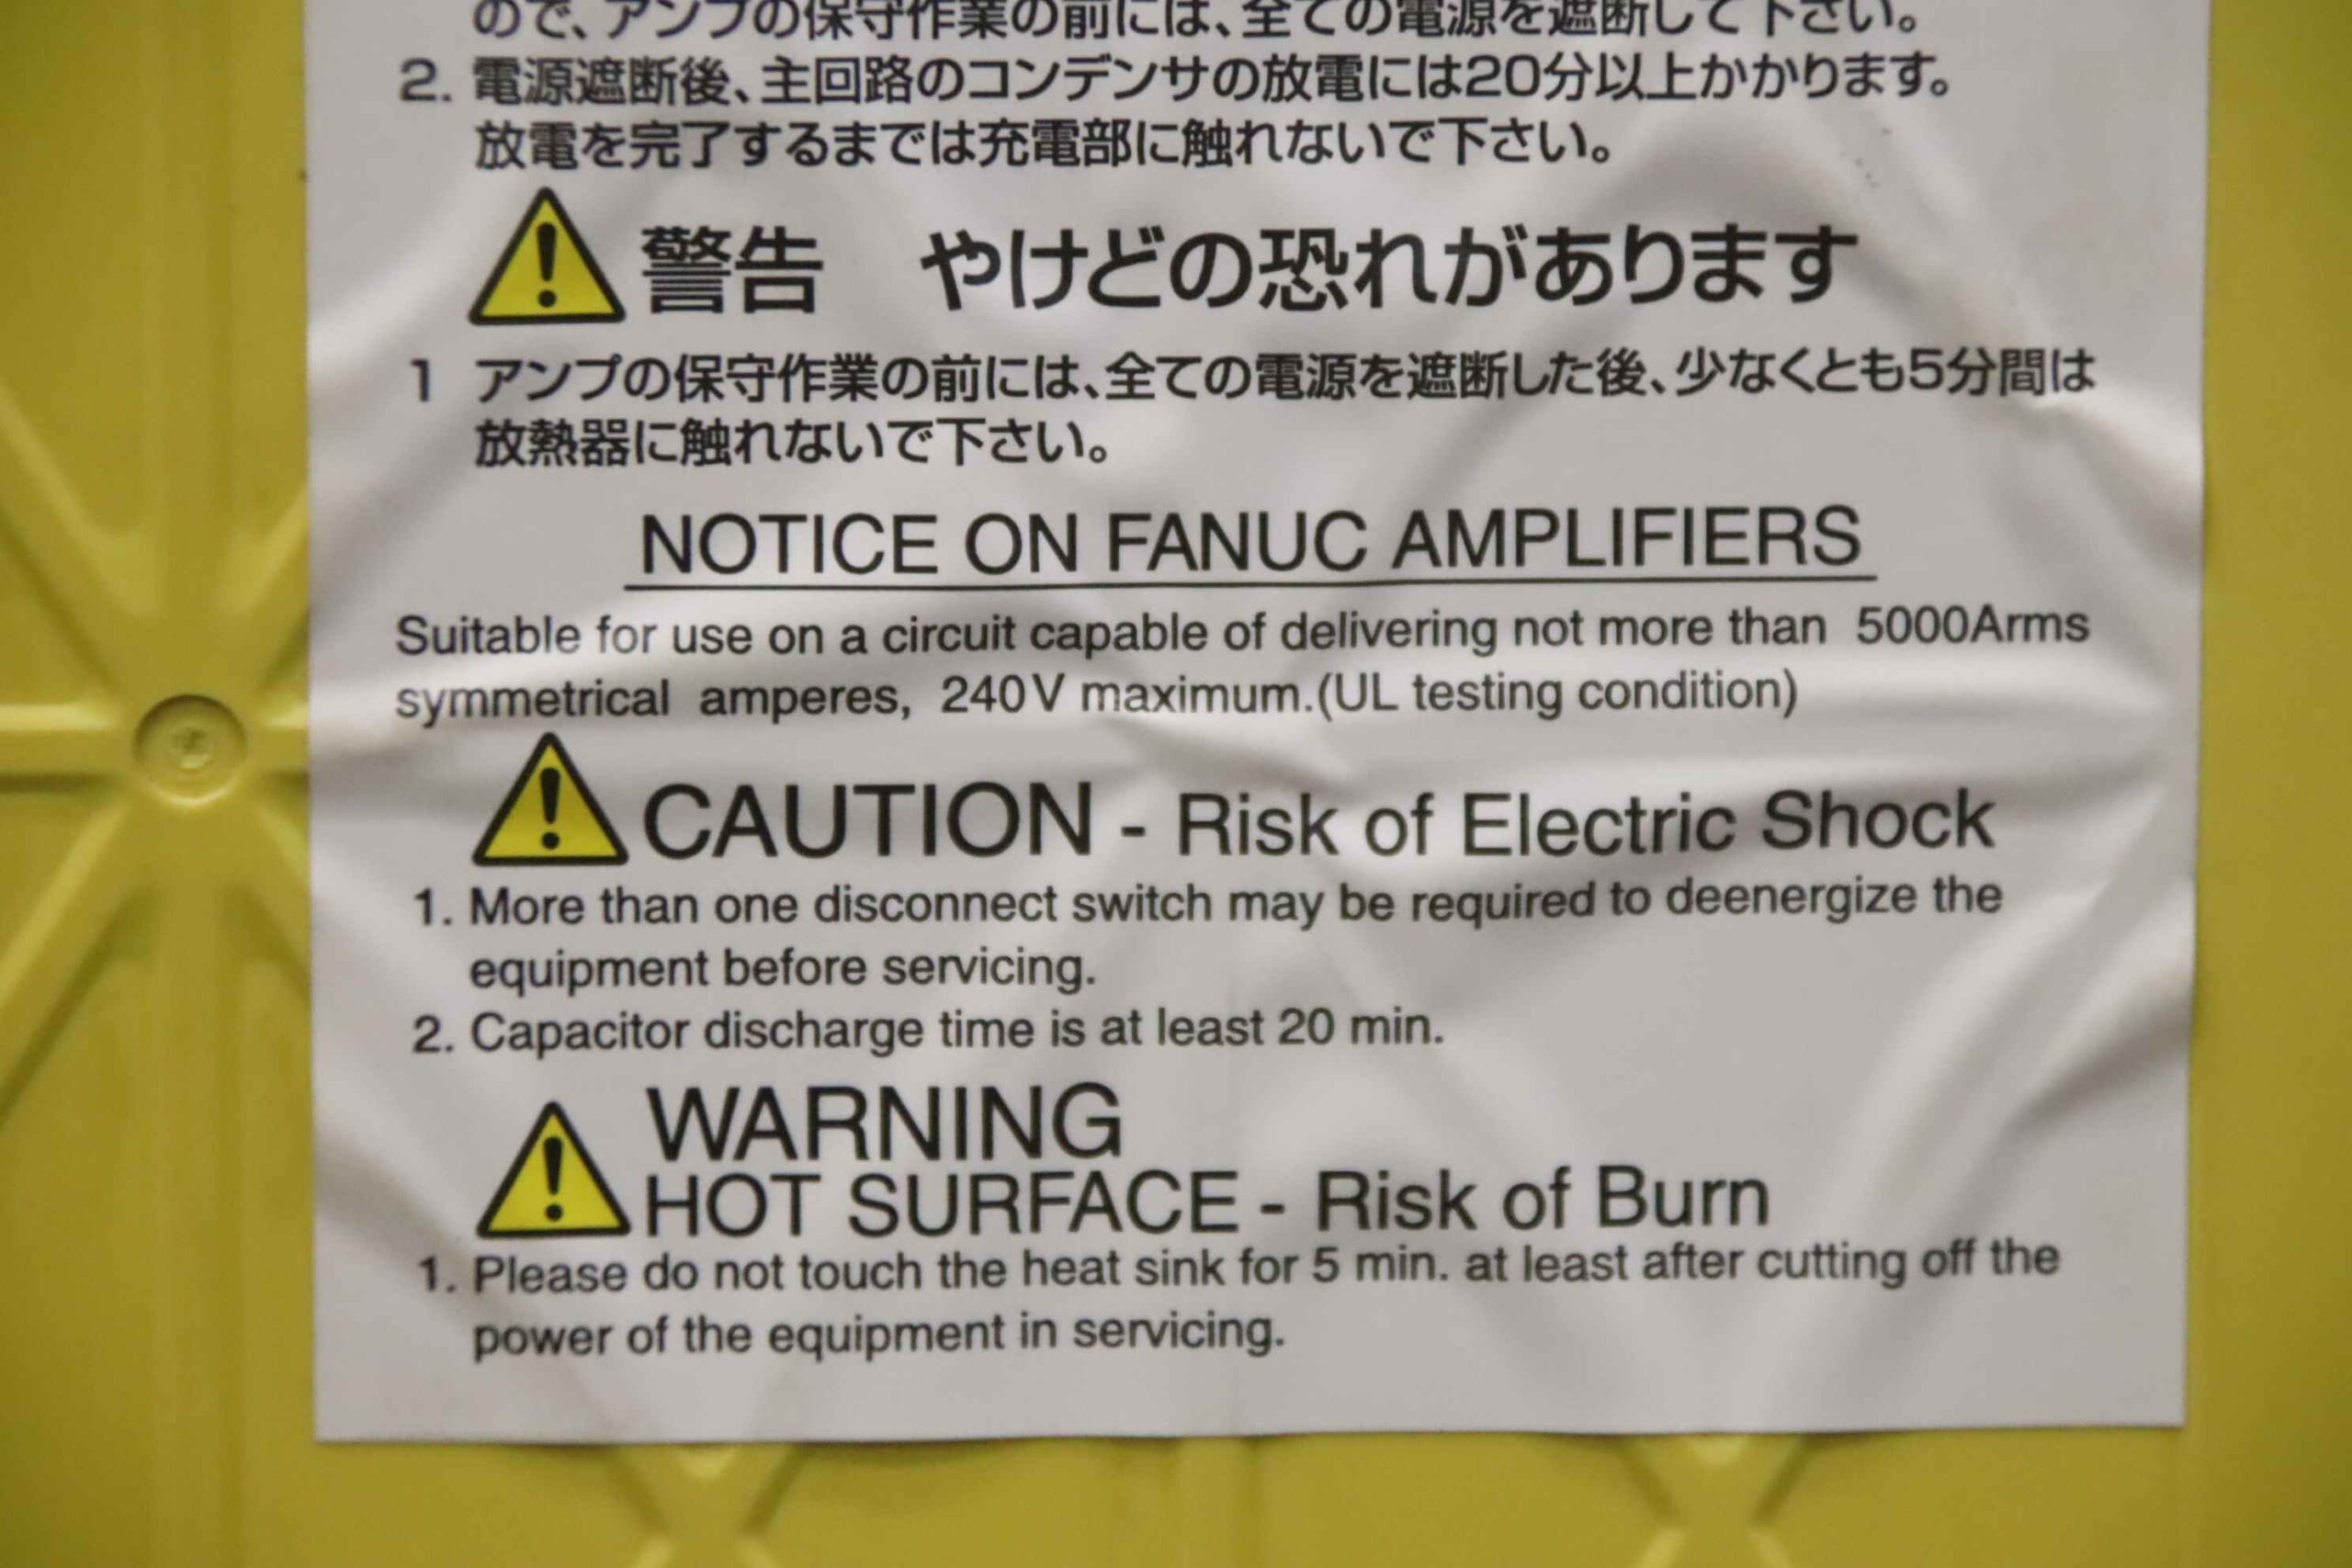 ので、アンプの保守作業の前には、全ての電源を遮断して下さい。
2. 電源遮断後、主回路のコンデンサの放電には20分以上かかります。
放電を完了するまでは充電部に触れないで下さい。
警告 やけどの恐れがあります
1 アンプの保守作業の前には、全ての電源を遮断した後、少なくとも5分間は
放熱器に触れないで下さい。
NOTICE ON FANUC AMPLIFIERS
Suitable for use on a circuit capable of delivering not more than 5000Arms
symmetrical amperes, 240V maximum.(UL testing condition)
CAUTION - Risk of Electric Shock
1. More than one disconnect switch may be required to deenergize the
equipment before servicing.
2. Capacitor discharge time is at least 20 min.
WARNING
HOT SURFACE - Risk of Burn
1. Please do not touch the heat sink for 5 min. at least after cutting off the
power of the equipment in servicing.